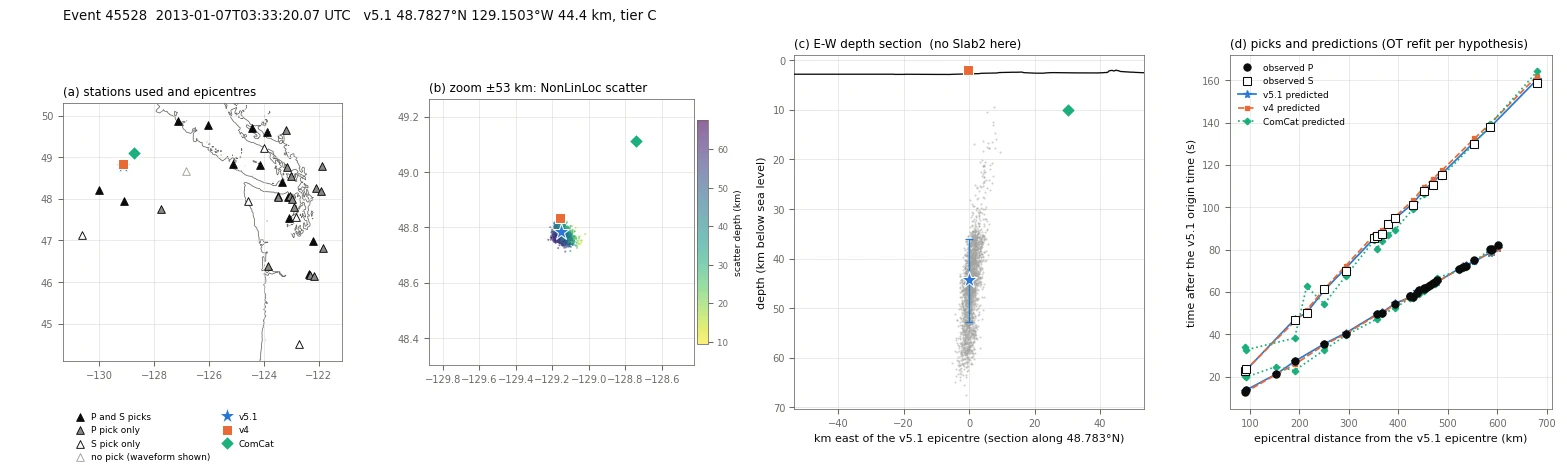 Event 45528  2013-01-07T03:33:20.07 UTC   v5.1 48.7827°N 129.1503°W 44.4 km, tier C
(a) stations used and epicentres
50
49
48
47
46
45
−130
−128
−126
−124
−122
P and S picks
P pick only
S pick only
no pick (waveform shown)
v5.1
v4
ComCat
(b) zoom ±53 km: NonLinLoc scatter
49.2
49.0
48.8
48.6
48.4
−129.8
−129.6
−129.4
−129.2
−129.0
−128.8
−128.6
60
50
40
30
20
10
scatter depth (km)
(c) E-W depth section  (no Slab2 here)
0
10
20
30
40
50
60
70
depth (km below sea level)
−40
−20
0
20
40
km east of the v5.1 epicentre (section along 48.783°N)
(d) picks and predictions (OT refit per hypothesis)
observed P
observed S
v5.1 predicted
v4 predicted
ComCat predicted
160
140
120
100
80
60
40
20
time after the v5.1 origin time (s)
100
200
300
400
500
600
700
epicentral distance from the v5.1 epicentre (km)